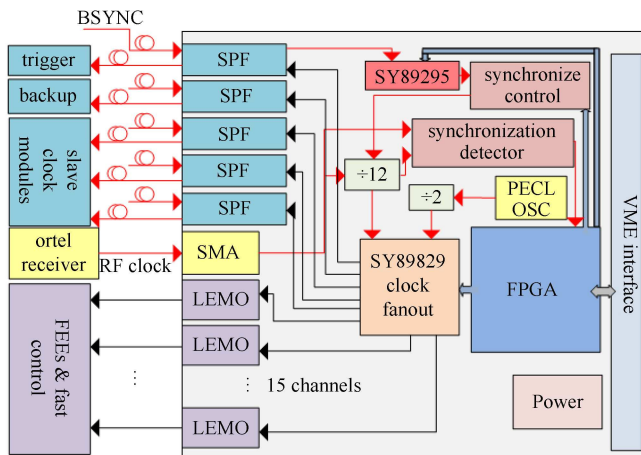 BSYNC
trigger
SPF
SY89295
synchronize
control
backup
SPF
slave
clock
modules
SPF
synchronization
detector
SPF
÷12
÷2
PECL
OSC
SPF
ortel
receiver
RF clock
SMA
SY89829
clock
fanout
FPGA
VME interface
FEEs & fast
control
LEMO
LEMO
⋮
⋮ 15 channels
LEMO
Power